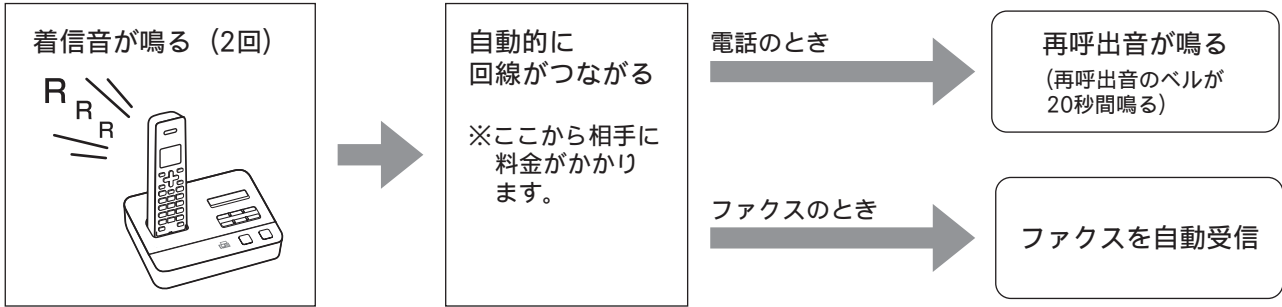 着信音が鳴る（2回）
R
R
R
自動的に
回線がつながる
※ここから相手に
料金がかかり
ます。
電話のとき
再呼出音が鳴る
（再呼出音のベルが
20秒間鳴る）
ファクスのとき
ファクスを自動受信